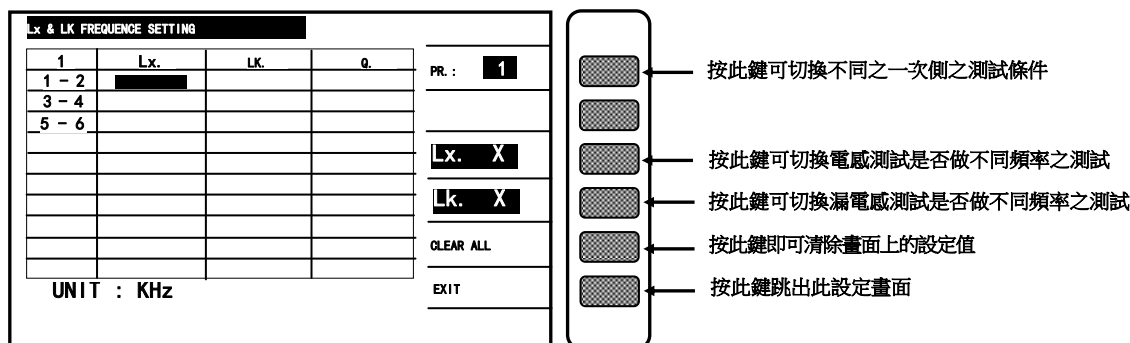 Lx & LK FREQUENCE SETTING
1 Lx. LK. Q.
1 - 2
3 - 4
5 - 6
UNIT : KHz
PR. : 1
Lx. X
Lk. X
CLEAR ALL
EXIT
按此鍵可切換不同之一次側之測試條件
按此鍵可切換電感測試是否做不同頻率之測試
按此鍵可切換漏電感測試是否做不同頻率之測試
按此鍵即可清除畫面上的設定值
按此鍵跳出此設定畫面